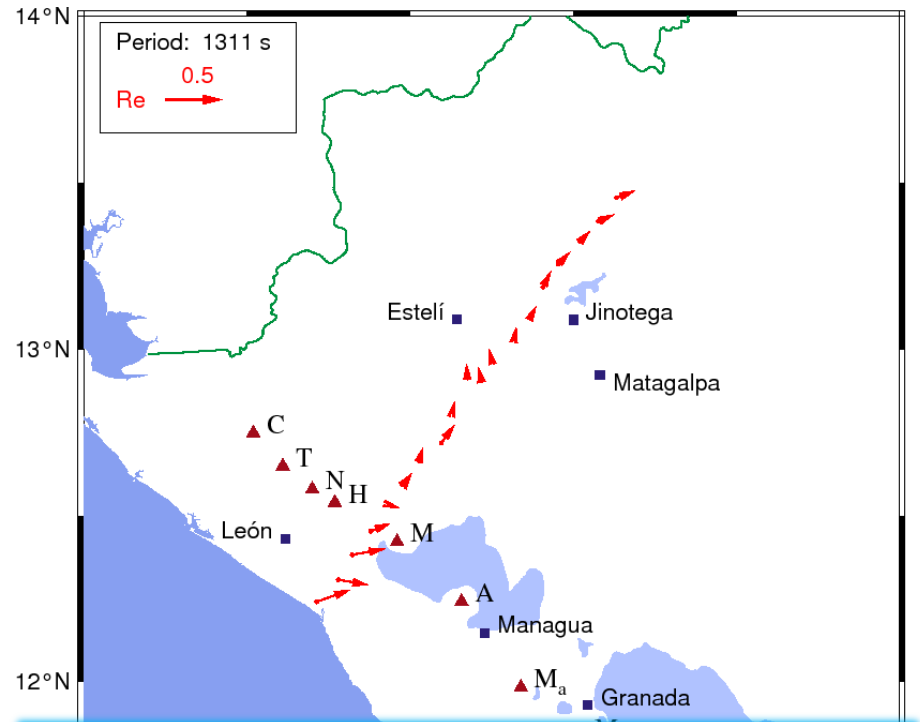 14°N
Period: 1311 s
0.5
Re
Estelí
Jinotega
13°N
Matagalpa
C
T
N
H
León
M
A
Managua
12°N
Ma
Granada